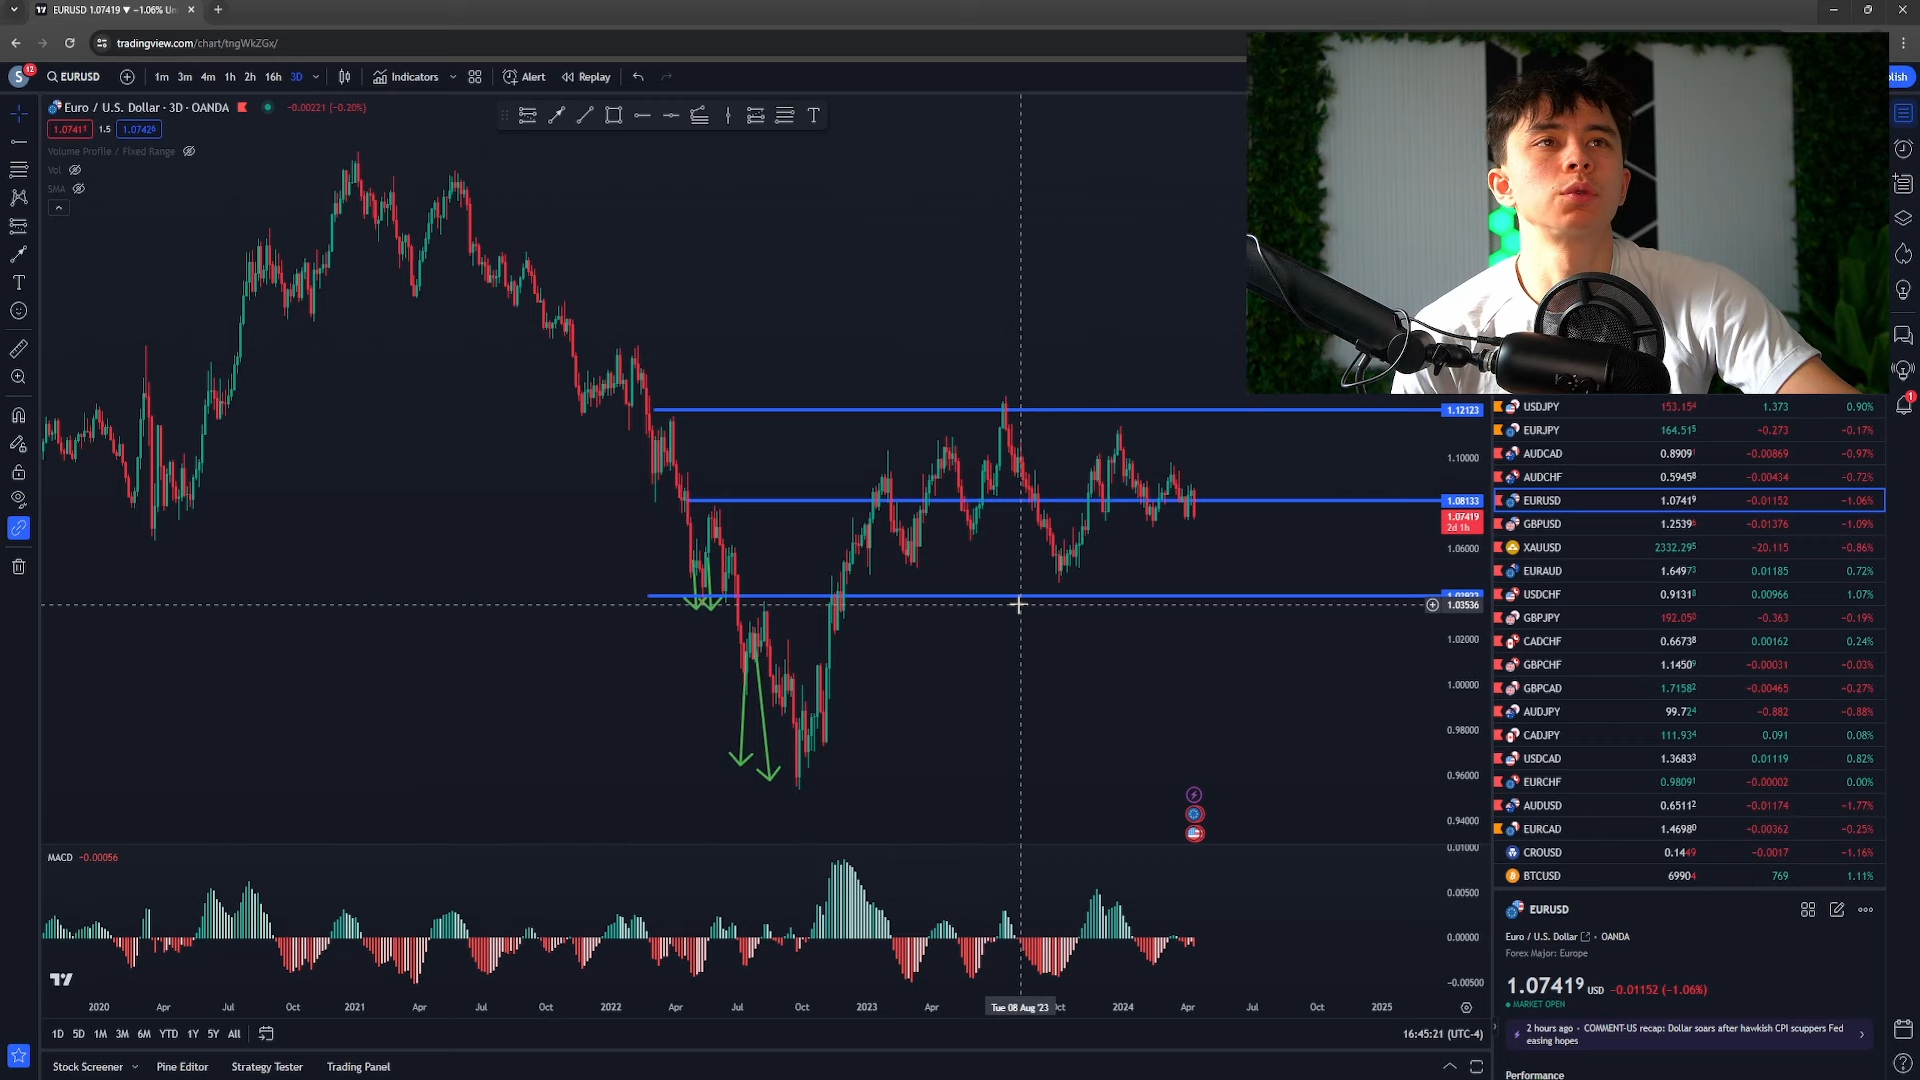 EURUSD 1.07419 ▼ −1.06% Un
tradingview.com/chart/tngWkZGx/
S 12 EURUSD 1m 3m 4m 1h 2h 16h 3D Indicators Alert Replay lish
Euro / U.S. Dollar · 3D · OANDA −0.00221 (−0.20%)
1.07411 1.5 1.07426
Volume Profile / Fixed Range
Vol
SMA
T
T
1.12123
1.10000
1.08133
1.07419
2d 1h
1.06000
1.03536
1.02000
1.00000
0.98000
0.96000
0.94000
MACD −0.00056
0.01000
0.00500
0.00000
−0.00500
2020 Apr Jul Oct 2021 Apr Jul Oct 2022 Apr Jul Oct 2023 Apr Tue 08 Aug '23 Oct 2024 Apr Jul Oct 2025
1D 5D 1M 3M 6M YTD 1Y 5Y All 16:45:21 (UTC-4)
Stock Screener Pine Editor Strategy Tester Trading Panel
USDJPY 153.154 1.373 0.90%
EURJPY 164.515 −0.273 −0.17%
AUDCAD 0.89091 −0.00869 −0.97%
AUDCHF 0.59458 −0.00434 −0.72%
EURUSD 1.07419 −0.01152 −1.06%
GBPUSD 1.25396 −0.01376 −1.09%
XAUUSD 2332.295 −20.115 −0.86%
EURAUD 1.64973 0.01185 0.72%
USDCHF 0.91318 0.00966 1.07%
GBPJPY 192.050 −0.363 −0.19%
CADCHF 0.66738 0.00162 0.24%
GBPCHF 1.14509 −0.00031 −0.03%
GBPCAD 1.71582 −0.00465 −0.27%
AUDJPY 99.724 −0.882 −0.88%
CADJPY 111.934 0.091 0.08%
USDCAD 1.36833 0.01119 0.82%
EURCHF 0.98091 −0.00002 0.00%
AUDUSD 0.65112 −0.01174 −1.77%
EURCAD 1.46980 −0.00362 −0.25%
CROUSD 0.1449 −0.0017 −1.16%
BTCUSD 69904 769 1.11%
EURUSD
Euro / U.S. Dollar · OANDA
Forex Major: Europe
1.07419 USD −0.01152 (−1.06%)
MARKET OPEN
2 hours ago · COMMENT-US recap: Dollar soars after hawkish CPI scuppers Fed
easing hopes
Performance
1